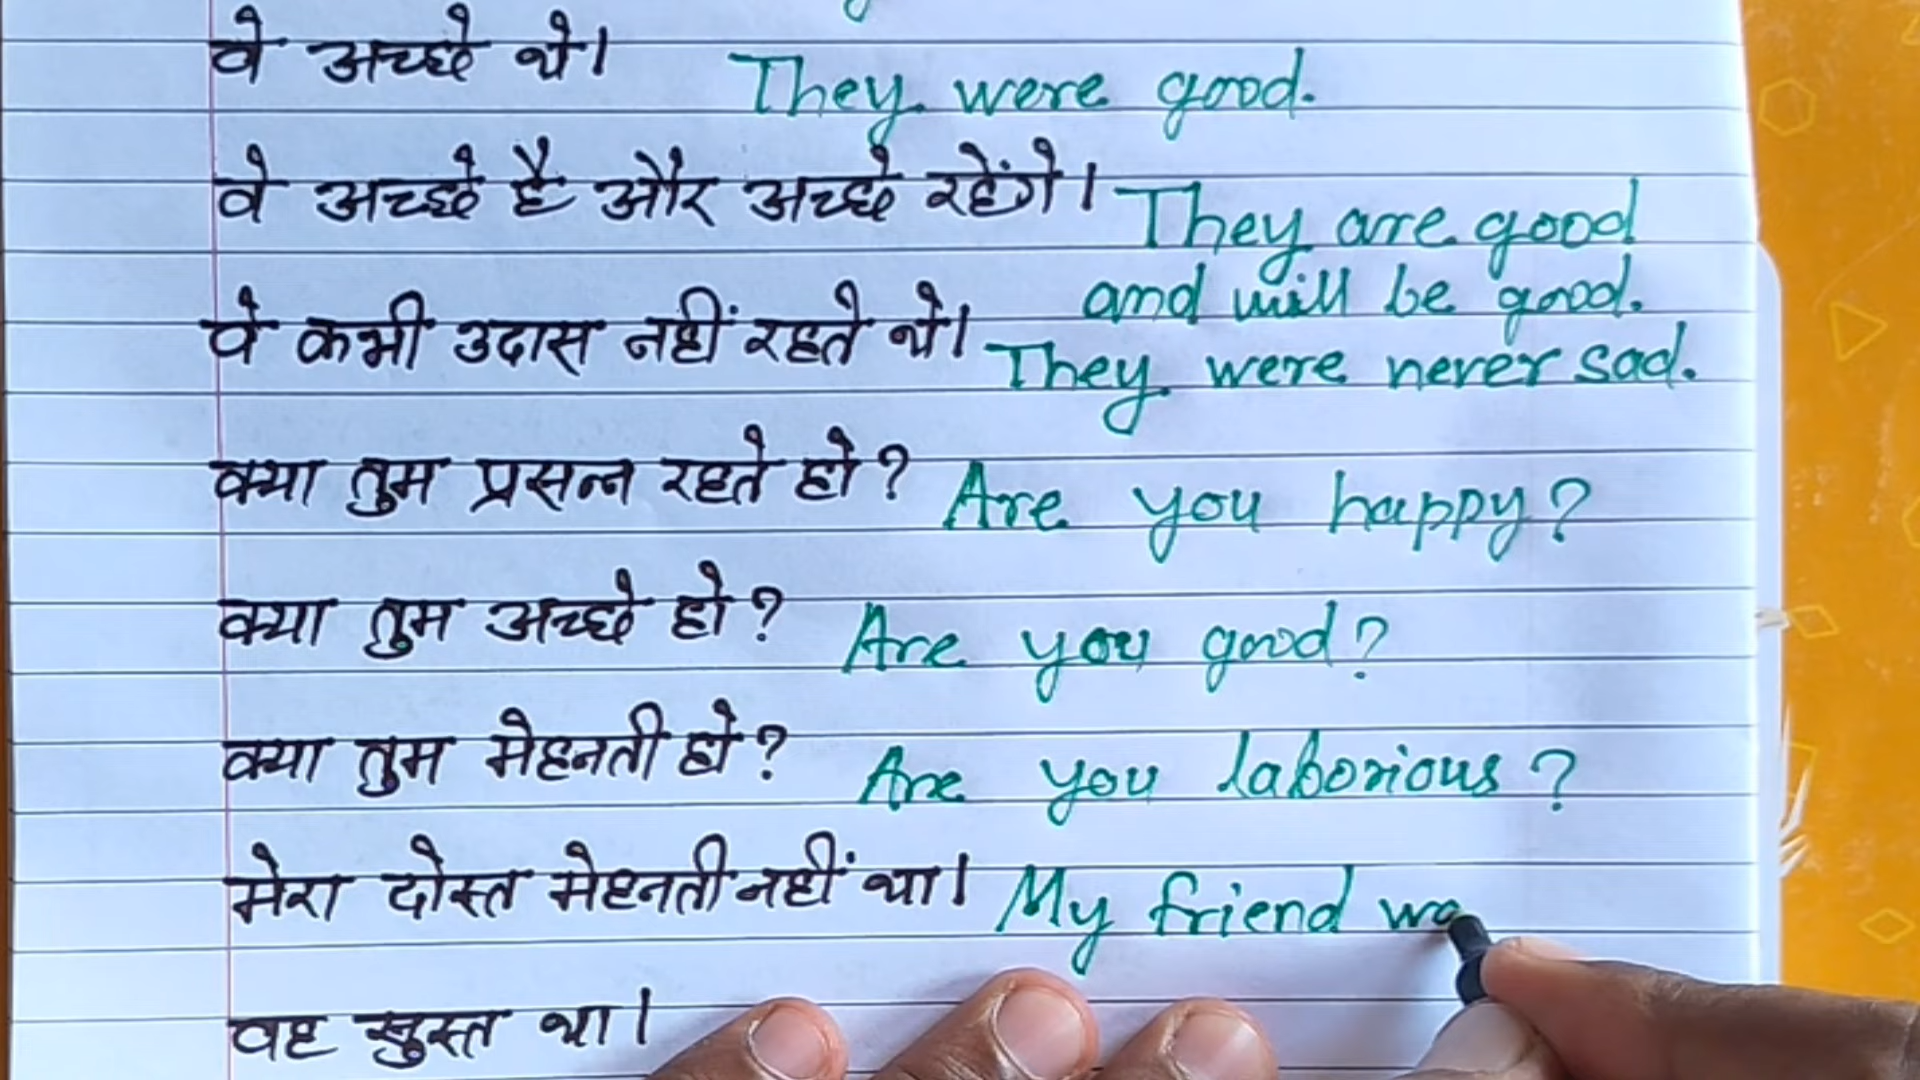 वे अच्छे थे। They were good.
वे अच्छे है और अच्छे रहेंगे। They are good
and will be good.
वे कभी उदास नहीं रहते थे। They were never sad.
क्या तुम प्रसन्न रहते हो? Are you happy?
क्या तुम अच्छे हो? Are you good?
क्या तुम मेहनती हो? Are you laborious?
मेरा दोस्त मेहनती नहीं था। My friend wa
वह सुस्त था।